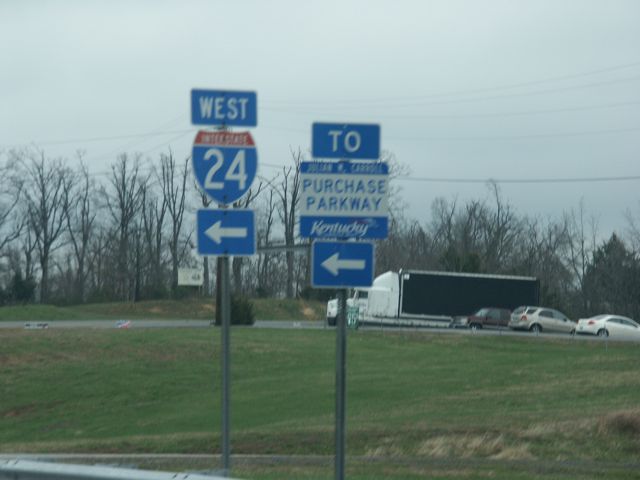 WEST
INTERSTATE
24
TO
JULIAN M. CARROLL
PURCHASE
PARKWAY
Kentucky